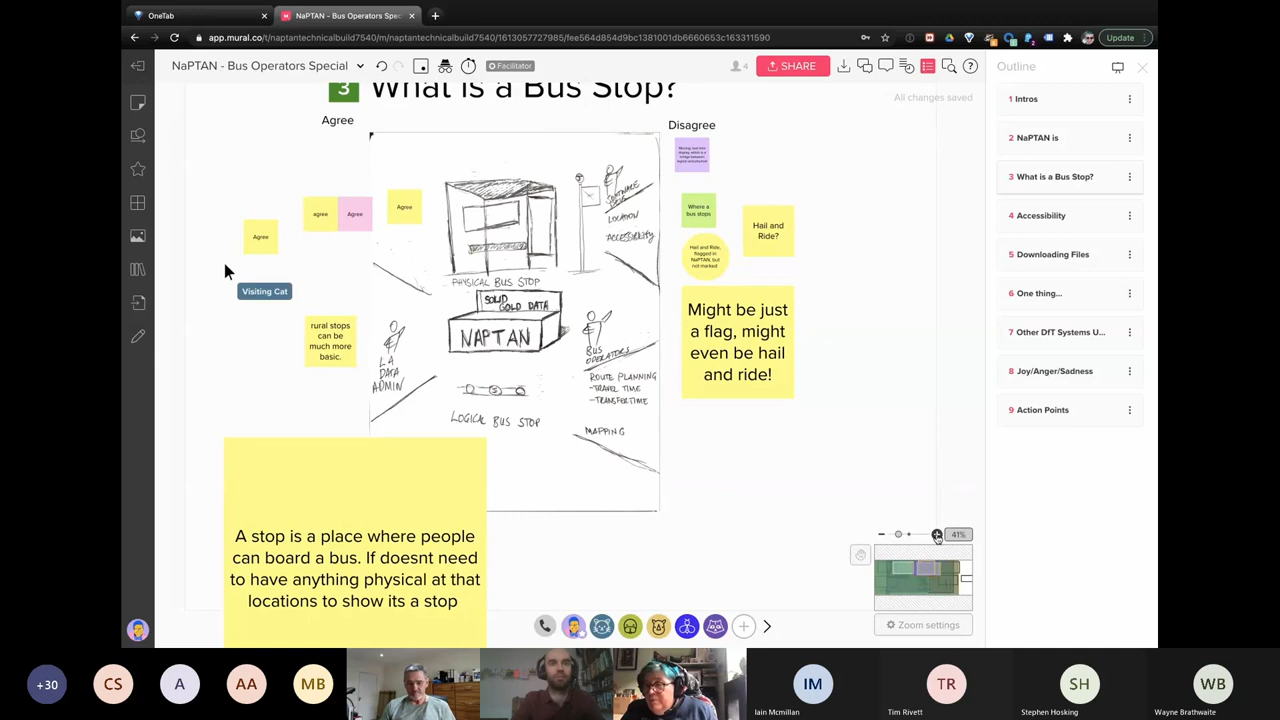 OneTab
NaPTAN - Bus Operators Spec
app.mural.co/t/naptantechnicalbuild7540/m/naptantechnicalbuild7540/1613057727985/fee564d854d9bc1381001db6660653c163311590
Update
NaPTAN - Bus Operators Special
Facilitator
4
SHARE
Outline
3 What is a Bus Stop?
All changes saved
Agree
Disagree
1 Intros
2 NaPTAN is
3 What is a Bus Stop?
4 Accessibility
5 Downloading Files
6 One thing...
7 Other DfT Systems U...
8 Joy/Anger/Sadness
9 Action Points
agree
Agree
Agree
Agree
Visiting Cat
rural stops
can be
much more
basic.
LOCATION
ACCESSIBILITY
PHYSICAL BUS STOP
SOLID
GOLD DATA
NAPTAN
LA
DATA
ADMIN
BUS
OPERATORS
ROUTE PLANNING
- TRAVEL TIME
- TRANSFER TIME
LOGICAL BUS STOP
MAPPING
Where a
bus stops
Hail and
Ride?
Hail and Ride,
flagged in
NaPTAN, but
not marked
Might be just
a flag, might
even be hail
and ride!
A stop is a place where people
can board a bus. If doesnt need
to have anything physical at that
locations to show its a stop
41%
Zoom settings
+30
CS
A
AA
MB
IM
Iain Mcmillan
TR
Tim Rivett
SH
Stephen Hosking
WB
Wayne Brathwaite